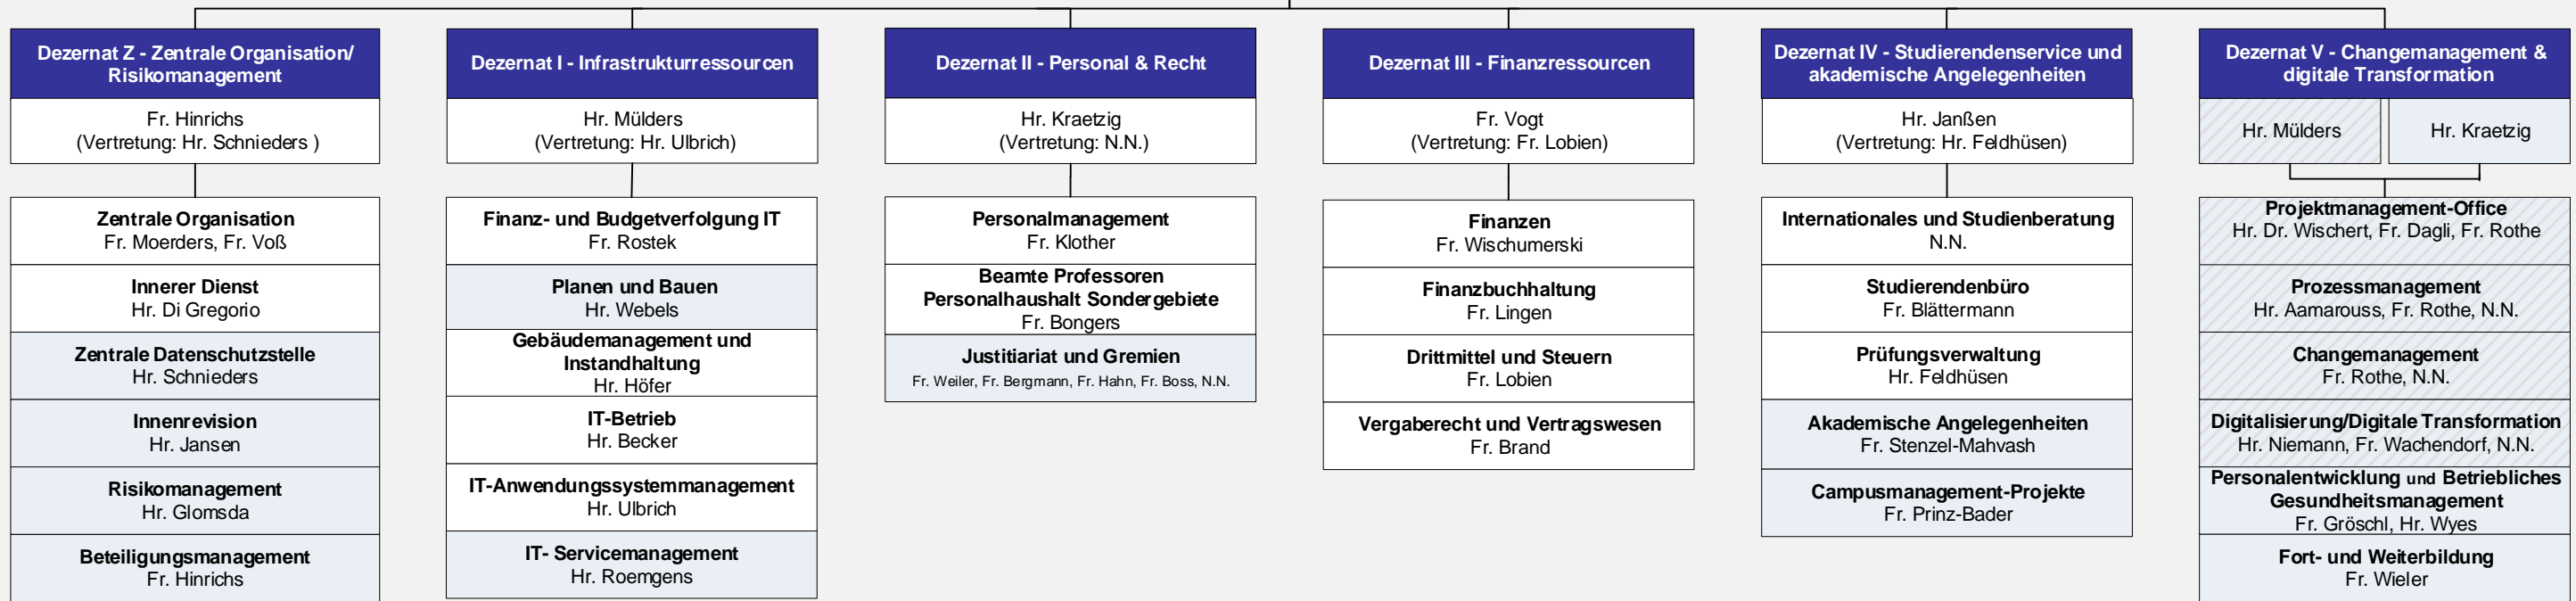 Dezernat Z - Zentrale Organisation/
Risikomanagement
Fr. Hinrichs
(Vertretung: Hr. Schnieders )
Zentrale Organisation
Fr. Moerders, Fr. Voß
Innerer Dienst
Hr. Di Gregorio
Zentrale Datenschutzstelle
Hr. Schnieders
Innenrevision
Hr. Jansen
Risikomanagement
Hr. Glomsda
Beteiligungsmanagement
Fr. Hinrichs
Dezernat I - Infrastrukturressourcen
Hr. Mülders
(Vertretung: Hr. Ulbrich)
Finanz- und Budgetverfolgung IT
Fr. Rostek
Planen und Bauen
Hr. Webels
Gebäudemanagement und
Instandhaltung
Hr. Höfer
IT-Betrieb
Hr. Becker
IT-Anwendungssystemmanagement
Hr. Ulbrich
IT- Servicemanagement
Hr. Roemgens
Dezernat II - Personal & Recht
Hr. Kraetzig
(Vertretung: N.N.)
Personalmanagement
Fr. Klother
Beamte Professoren
Personalhaushalt Sondergebiete
Fr. Bongers
Justitiariat und Gremien
Fr. Weiler, Fr. Bergmann, Fr. Hahn, Fr. Boss, N.N.
Dezernat III - Finanzressourcen
Fr. Vogt
(Vertretung: Fr. Lobien)
Finanzen
Fr. Wischumerski
Finanzbuchhaltung
Fr. Lingen
Drittmittel und Steuern
Fr. Lobien
Vergaberecht und Vertragswesen
Fr. Brand
Dezernat IV - Studierendenservice und
akademische Angelegenheiten
Hr. Janßen
(Vertretung: Hr. Feldhüsen)
Internationales und Studienberatung
N.N.
Studierendenbüro
Fr. Blättermann
Prüfungsverwaltung
Hr. Feldhüsen
Akademische Angelegenheiten
Fr. Stenzel-Mahvash
Campusmanagement-Projekte
Fr. Prinz-Bader
Dezernat V - Changemanagement &
digitale Transformation
Hr. Mülders
Hr. Kraetzig
Projektmanagement-Office
Hr. Dr. Wischert, Fr. Dagli, Fr. Rothe
Prozessmanagement
Hr. Aamarouss, Fr. Rothe, N.N.
Changemanagement
Fr. Rothe, N.N.
Digitalisierung/Digitale Transformation
Hr. Niemann, Fr. Wachendorf, N.N.
Personalentwicklung und Betriebliches
Gesundheitsmanagement
Fr. Gröschl, Hr. Wyes
Fort- und Weiterbildung
Fr. Wieler